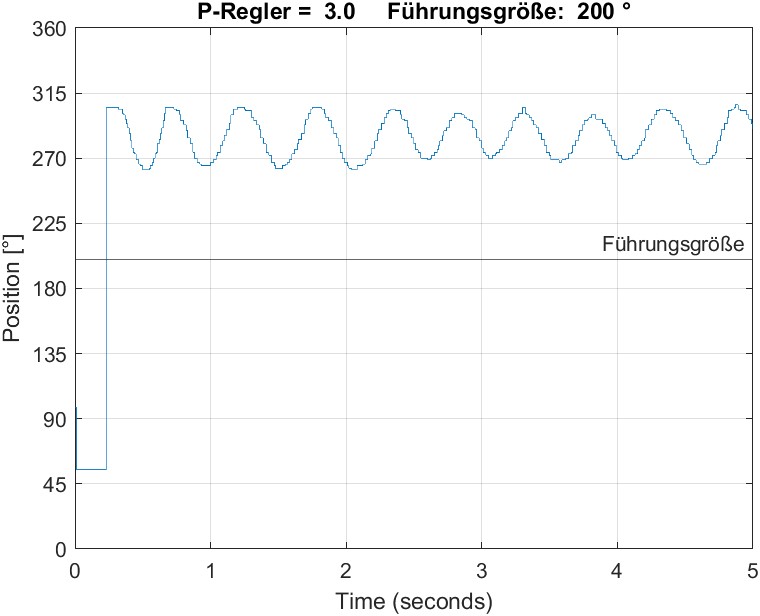 P-Regler = 3.0 Führungsgröße: 200 °
360
315
270
225
180
135
90
45
0
Position [°]
Führungsgröße
0 1 2 3 4 5
Time (seconds)